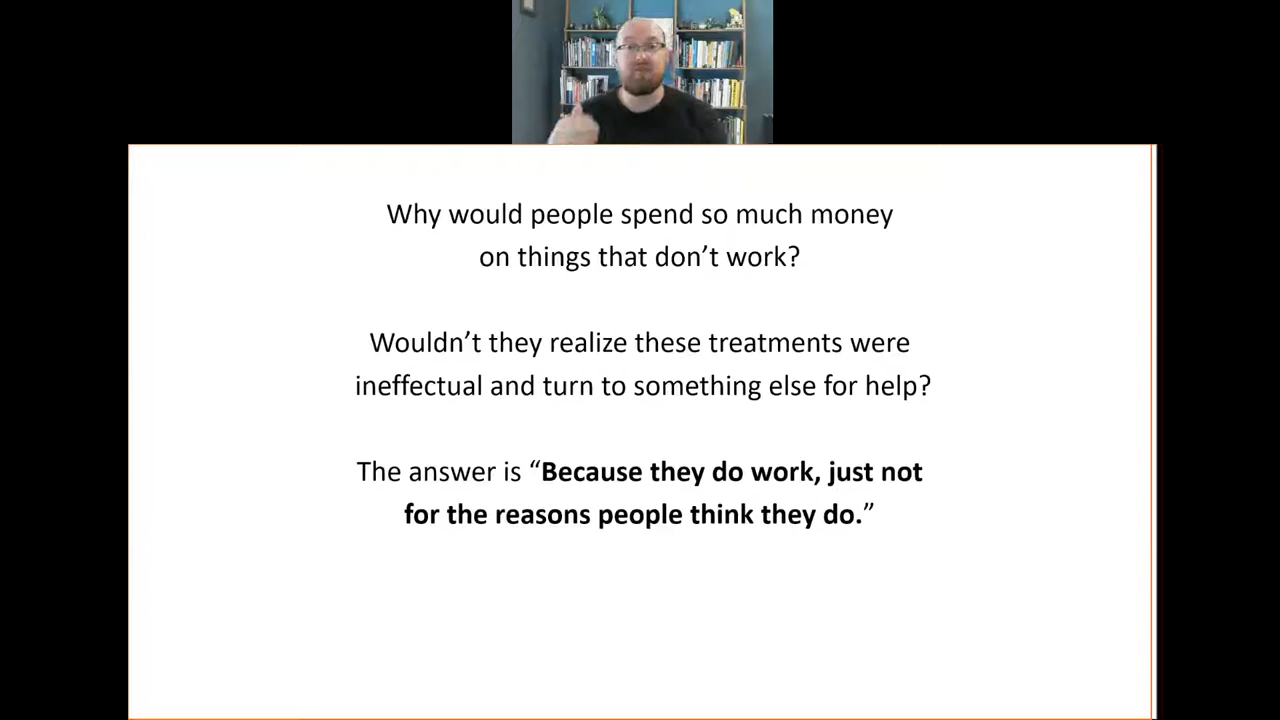 Why would people spend so much money
on things that don’t work?
Wouldn’t they realize these treatments were
ineffectual and turn to something else for help?
The answer is “Because they do work, just not
for the reasons people think they do.”